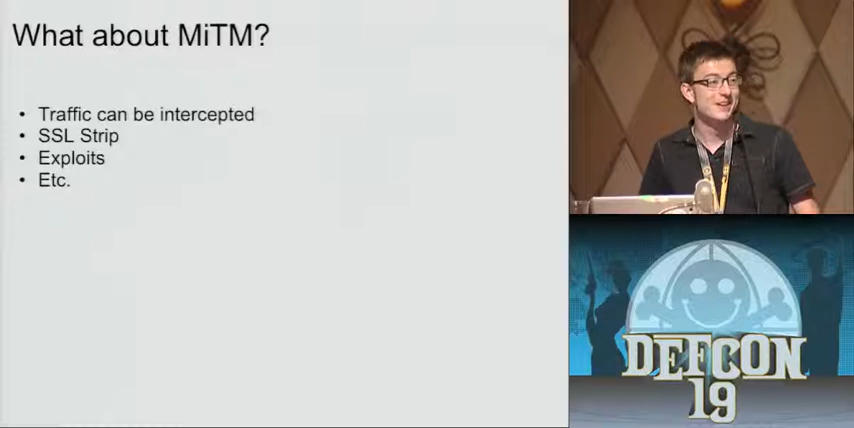 What about MiTM?
• Traffic can be intercepted
• SSL Strip
• Exploits
• Etc.
DEFCON
19